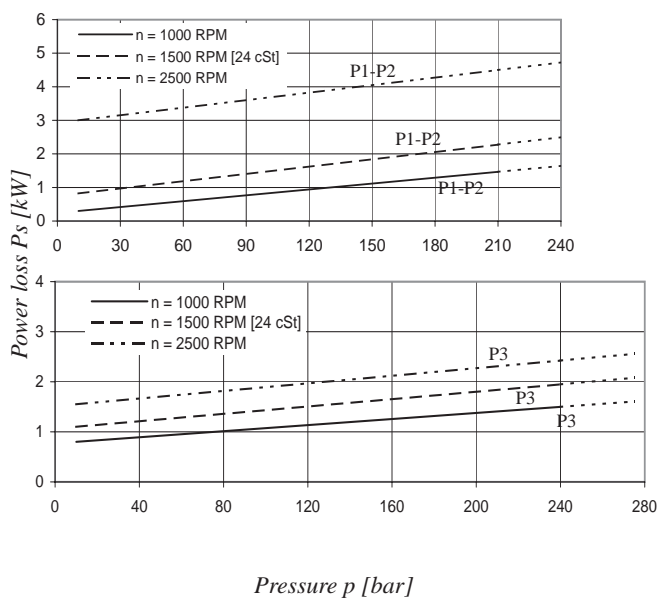 6
n = 1000 RPM
n = 1500 RPM [24 cSt]
n = 2500 RPM
5
P1-P2
4
3
P1-P2
2
1
P1-P2
0
0 30 60 90 120 150 180 210 240
Power loss Ps [kW]
4
n = 1000 RPM
n = 1500 RPM [24 cSt]
3
n = 2500 RPM
P3
2
P3
P3
1
0
0 40 80 120 160 200 240 280
Pressure p [bar]